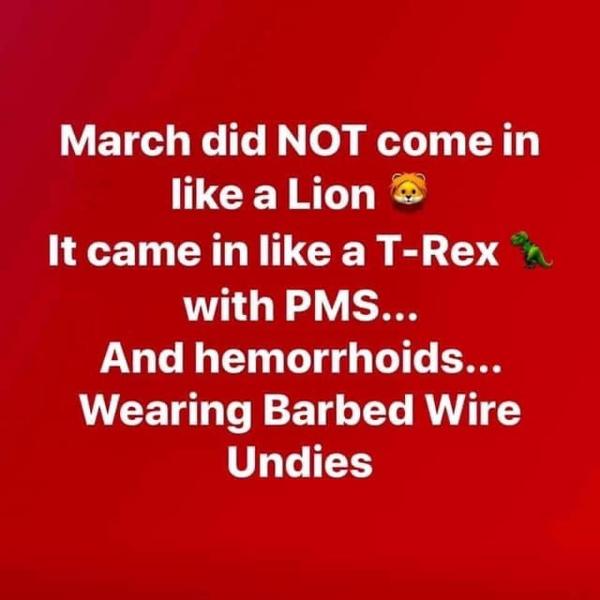 March did NOT come in
like a Lion 🦁
It came in like a T-Rex 🦖
with PMS...
And hemorrhoids...
Wearing Barbed Wire
Undies